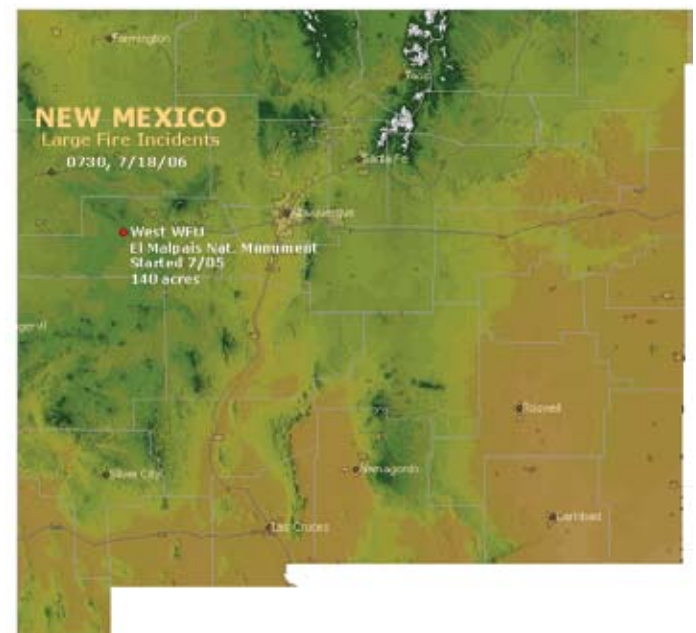 Farmington
Taos
NEW MEXICO
Large Fire Incidents
0730, 7/18/06
Santa Fe
Albuquerque
West WFU
El Malpais Nat. Monument
Started 7/05
140 acres
Roswell
Alamogordo
Silver City
Carlsbad
Las Cruces